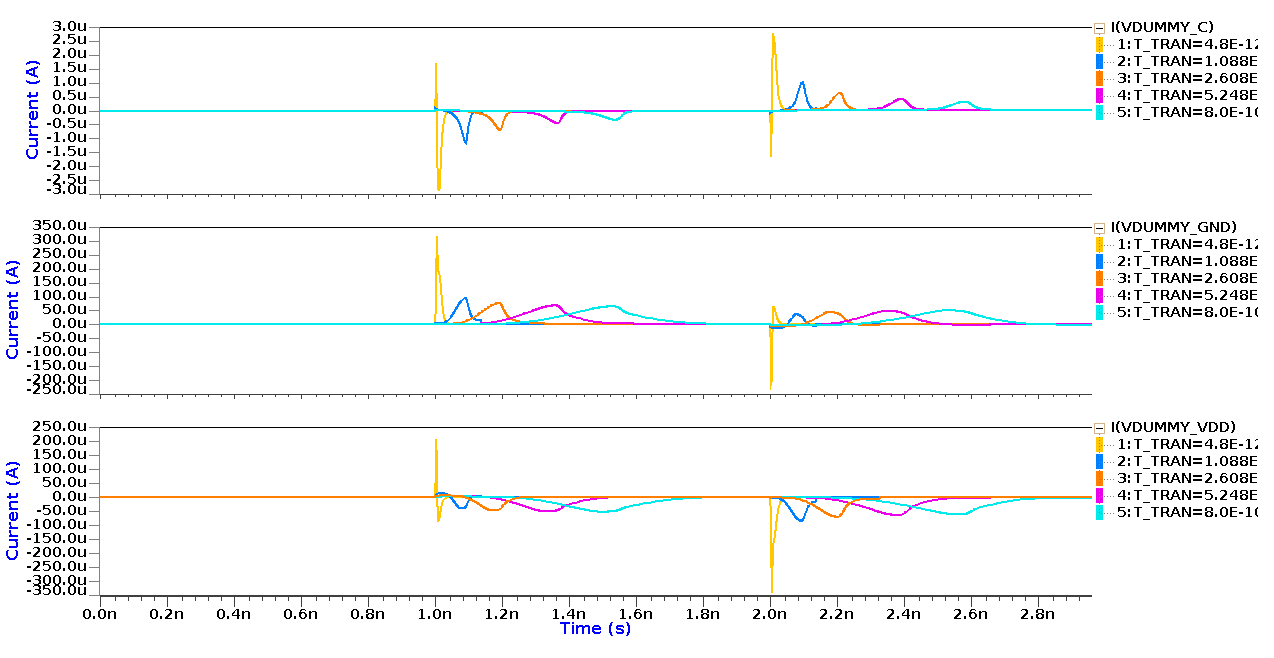 3.0u
2.5u
2.0u
1.5u
1.0u
0.5u
0.0u
-0.5u
-1.0u
-1.5u
-2.0u
-2.5u
-3.0u
Current (A)
I(VDUMMY_C)
1:T_TRAN=4.8E-12
2:T_TRAN=1.088E
3:T_TRAN=2.608E
4:T_TRAN=5.248E
5:T_TRAN=8.0E-10
350.0u
300.0u
250.0u
200.0u
150.0u
100.0u
50.0u
0.0u
-50.0u
-100.0u
-150.0u
-200.0u
-250.0u
Current (A)
I(VDUMMY_GND)
1:T_TRAN=4.8E-12
2:T_TRAN=1.088E
3:T_TRAN=2.608E
4:T_TRAN=5.248E
5:T_TRAN=8.0E-10
250.0u
200.0u
150.0u
100.0u
50.0u
0.0u
-50.0u
-100.0u
-150.0u
-200.0u
-250.0u
-300.0u
-350.0u
Current (A)
I(VDUMMY_VDD)
1:T_TRAN=4.8E-12
2:T_TRAN=1.088E
3:T_TRAN=2.608E
4:T_TRAN=5.248E
5:T_TRAN=8.0E-10
0.0n 0.2n 0.4n 0.6n 0.8n 1.0n 1.2n 1.4n 1.6n 1.8n 2.0n 2.2n 2.4n 2.6n 2.8n
Time (s)